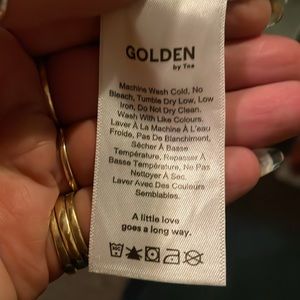 GOLDEN
by Tna
Machine Wash Cold, No
Bleach, Tumble Dry Low, Low
Iron, Do Not Dry Clean.
Wash With Like Colours.
Laver À La Machine À L'eau
Froide, Pas De Blanchiment,
Sécher À Basse
Température, Repasser À
Basse Température, Ne Pas
Nettoyer À Sec.
Laver Avec Des Couleurs
Semblables.
A little love
goes a long way.